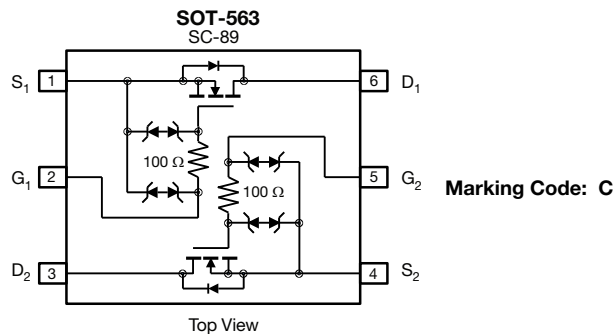 SOT-563
SC-89
S1 1 6 D1
100 Ω
G1 2 5 G2
100 Ω
Marking Code: C
D2 3 4 S2
Top View